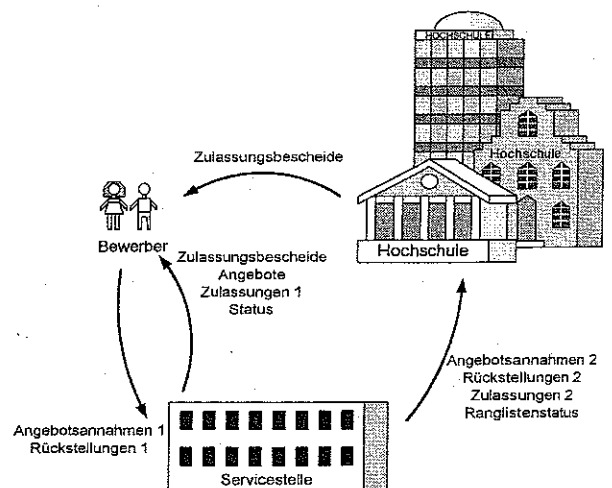 HOCHSCHULE
Hochschule
Zulassungsbescheide
Hochschule
Bewerber
Zulassungsbescheide
Angebote
Zulassungen 1
Status
Angebotsannahmen 2
Rückstellungen 2
Zulassungen 2
Ranglistenstatus
Angebotsannahmen 1
Rückstellungen 1
Servicestelle